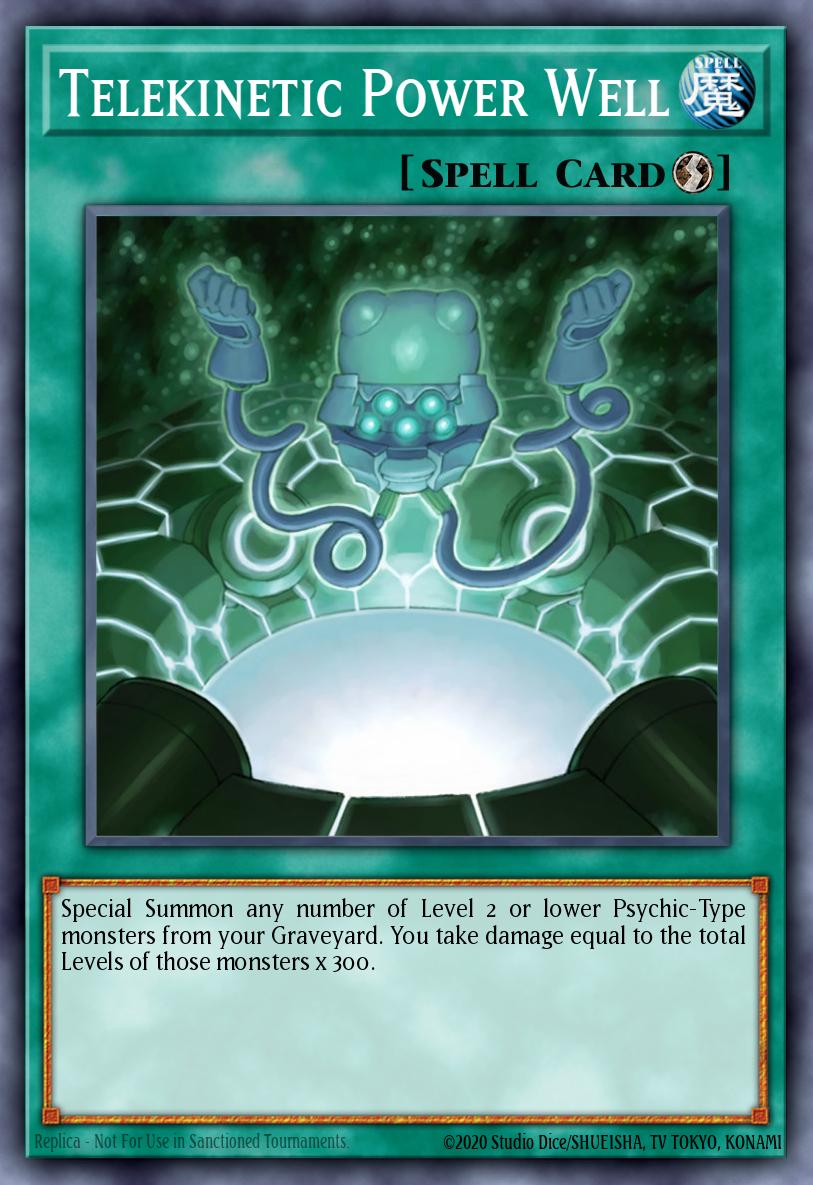 Telekinetic Power Well
SPELL
魔
[Spell Card]
Special Summon any number of Level 2 or lower Psychic-Type
monsters from your Graveyard. You take damage equal to the total
Levels of those monsters x 300.
Replica - Not For Use in Sanctioned Tournaments.
©2020 Studio Dice/SHUEISHA, TV TOKYO, KONAMI